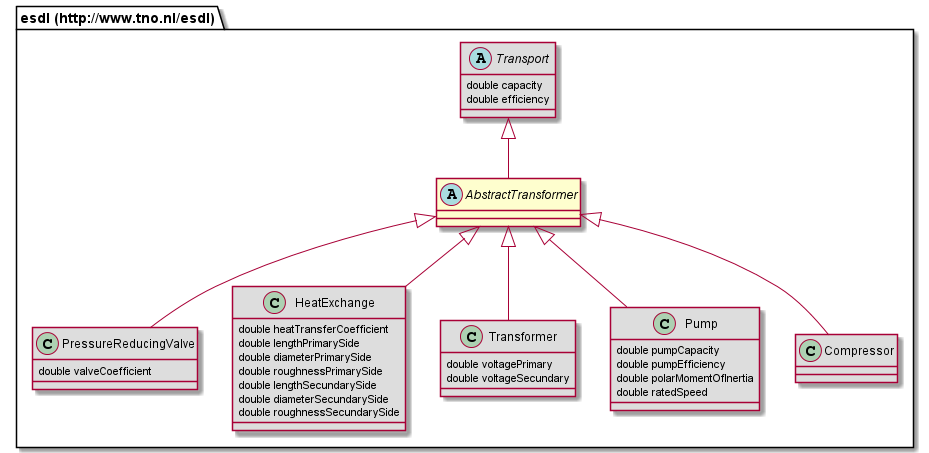 esdl (http://www.tno.nl/esdl)
A Transport
double capacity
double efficiency
A AbstractTransformer
C PressureReducingValve
double valveCoefficient
C HeatExchange
double heatTransferCoefficient
double lengthPrimarySide
double diameterPrimarySide
double roughnessPrimarySide
double lengthSecundarySide
double diameterSecundarySide
double roughnessSecundarySide
C Transformer
double voltagePrimary
double voltageSecundary
C Pump
double pumpCapacity
double pumpEfficiency
double polarMomentOfInertia
double ratedSpeed
C Compressor